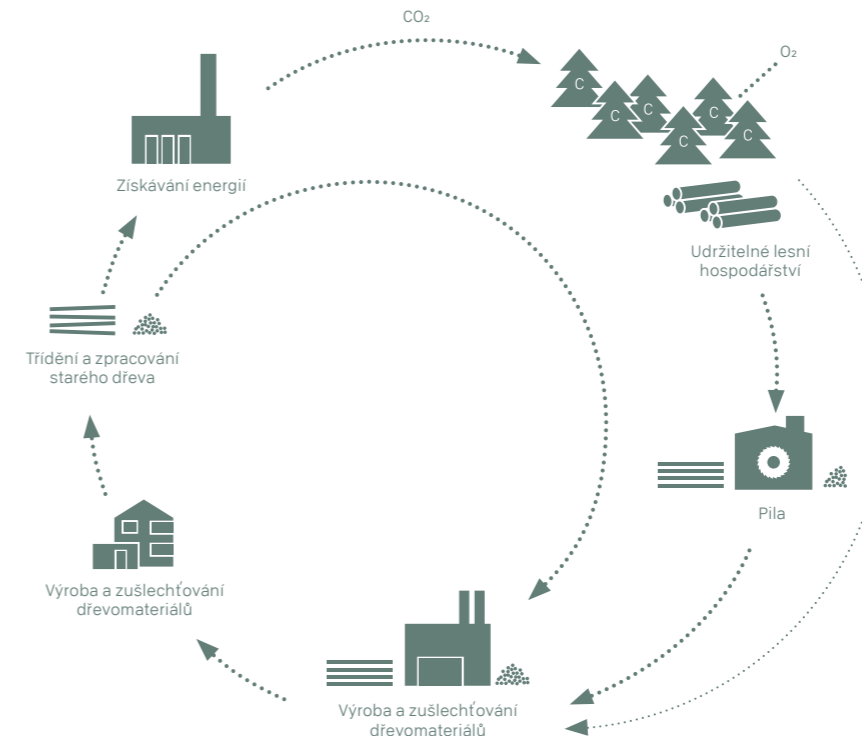 CO₂
O₂
C
C
C
C
C
C
Získávání energií
Udržitelné lesní
hospodářství
Třídění a zpracování
starého dřeva
Pila
Výroba a zušlechťování
dřevomateriálů
Výroba a zušlechťování
dřevomateriálů